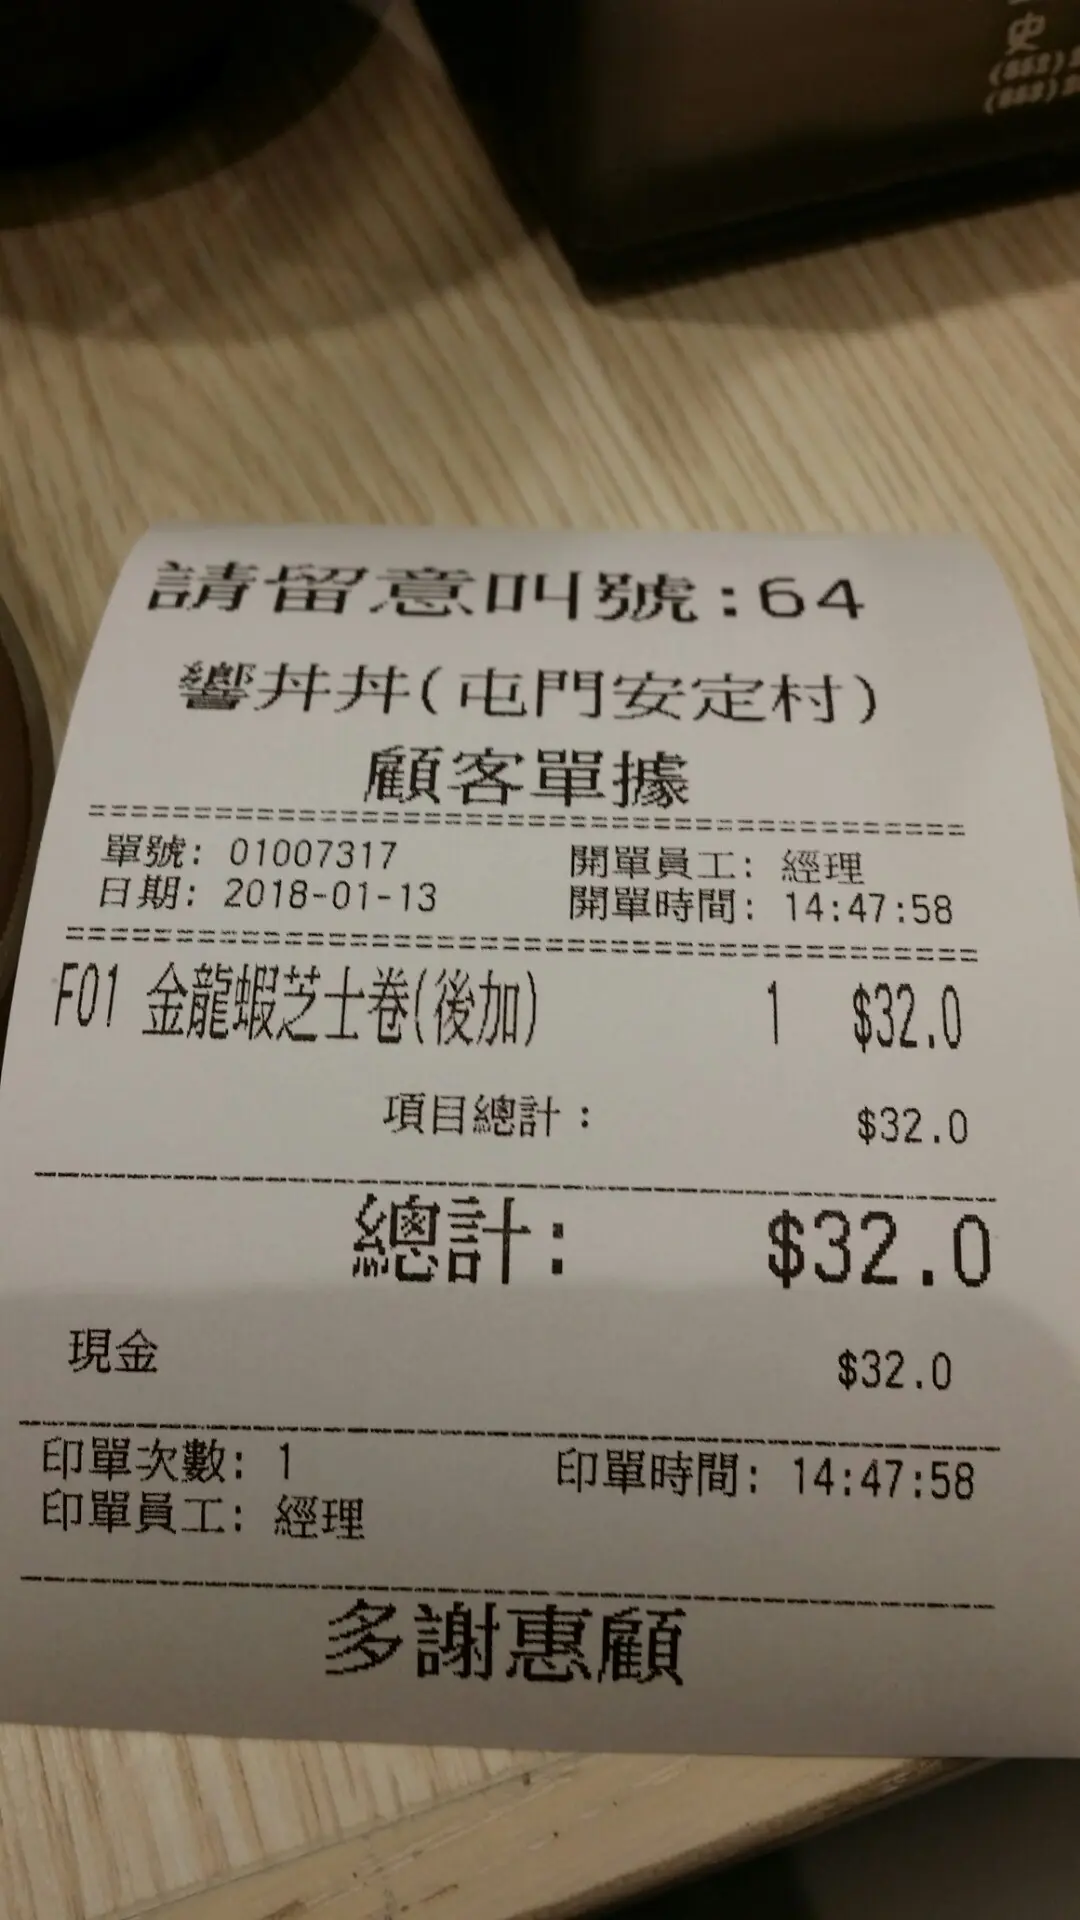 史
請留意叫號:64
響丼丼(屯門安定村)
顧客單據
單號: 01007317 開單員工: 經理
日期: 2018-01-13 開單時間: 14:47:58
F01 金龍蝦芝士卷(後加) 1 $32.0
項目總計: $32.0
總計: $32.0
現金 $32.0
印單次數: 1 印單時間: 14:47:58
印單員工: 經理
多謝惠顧